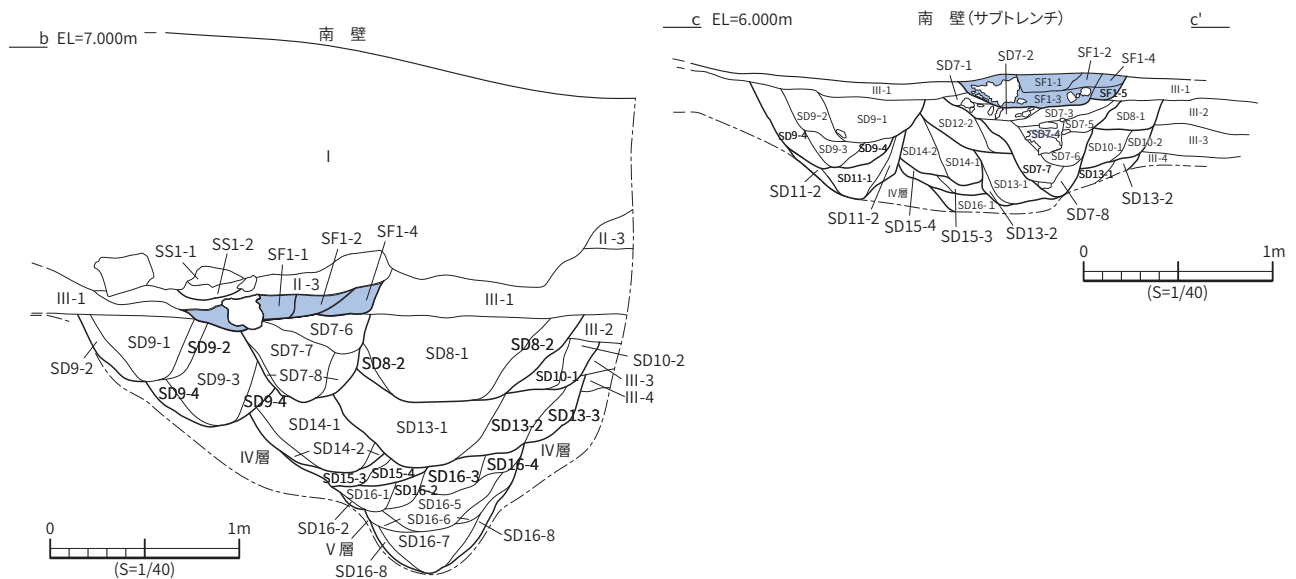 b EL=7.000m
南 壁
I
SS1-1
SS1-2
SF1-1
SF1-2
SF1-4
II-3
II-3
III-1
III-1
SD9-1
SD9-2
SD9-2
SD9-3
SD9-4
SD9-4
SD7-6
SD7-7
SD7-8
SD8-2
SD8-1
SD8-2
III-2
SD10-2
SD10-1
III-3
III-4
SD14-1
SD14-2
SD13-1
SD13-2
SD13-3
IV層
IV層
SD15-3
SD15-4
SD16-3
SD16-4
SD16-1
SD16-2
SD16-5
SD16-6
SD16-2
SD16-7
SD16-8
V層
SD16-8
0 1m
(S=1/40)
c EL=6.000m
南 壁(サブトレンチ)
c'
SD7-1
SD7-2
SF1-2
SF1-4
SF1-1
SF1-3
SF1-5
III-1
III-1
SD9-2
SD9-1
SD9-4
SD9-3
SD9-4
SD12-2
SD7-3
SD7-5
SD7-4
SD7-6
SD7-7
SD8-1
III-2
SD10-1
SD10-2
III-3
III-4
SD14-2
SD14-1
SD11-1
SD13-1
SD13-1
SD11-2
SD11-2
IV層
SD16-1
SD15-4
SD15-3
SD13-2
SD7-8
SD13-2
0 1m
(S=1/40)